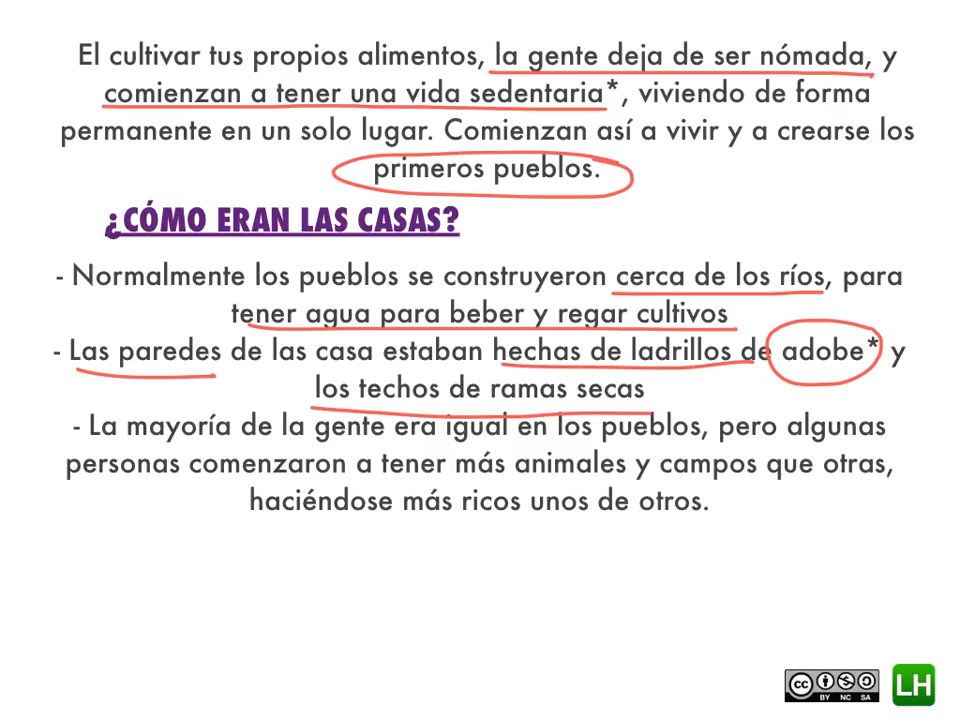 El cultivar tus propios alimentos, la gente deja de ser nómada, y
comienzan a tener una vida sedentaria*, viviendo de forma
permanente en un solo lugar. Comienzan así a vivir y a crearse los
primeros pueblos.
¿CÓMO ERAN LAS CASAS?
- Normalmente los pueblos se construyeron cerca de los ríos, para
tener agua para beber y regar cultivos
- Las paredes de las casa estaban hechas de ladrillos de adobe* y
los techos de ramas secas
- La mayoría de la gente era igual en los pueblos, pero algunas
personas comenzaron a tener más animales y campos que otras,
haciéndose más ricos unos de otros.
cc BY NC SA LH